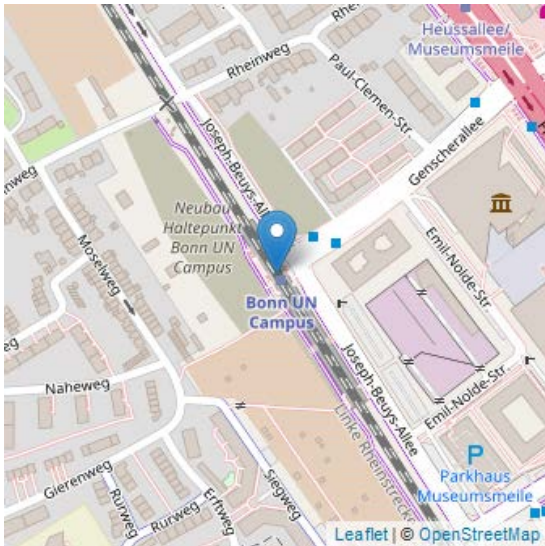 Heussallee/
Museumsmeile
Rheinweg
Paul-Clemen-Str.
Joseph-Beuys-Allee
Genscherallee
Neubau
Haltepunkt
Bonn UN
Campus
Moselweg
Emil-Nolde-Str.
Bonn UN
Campus
Joseph-Beuys-Allee
Naheweg
Emil-Nolde-Str.
Linke Rheinstrecke
P
Parkhaus
Museumsmeile
Gierenweg
Rurweg
Rurweg
Erftweg
Siegweg
Leaflet | © OpenStreetMap